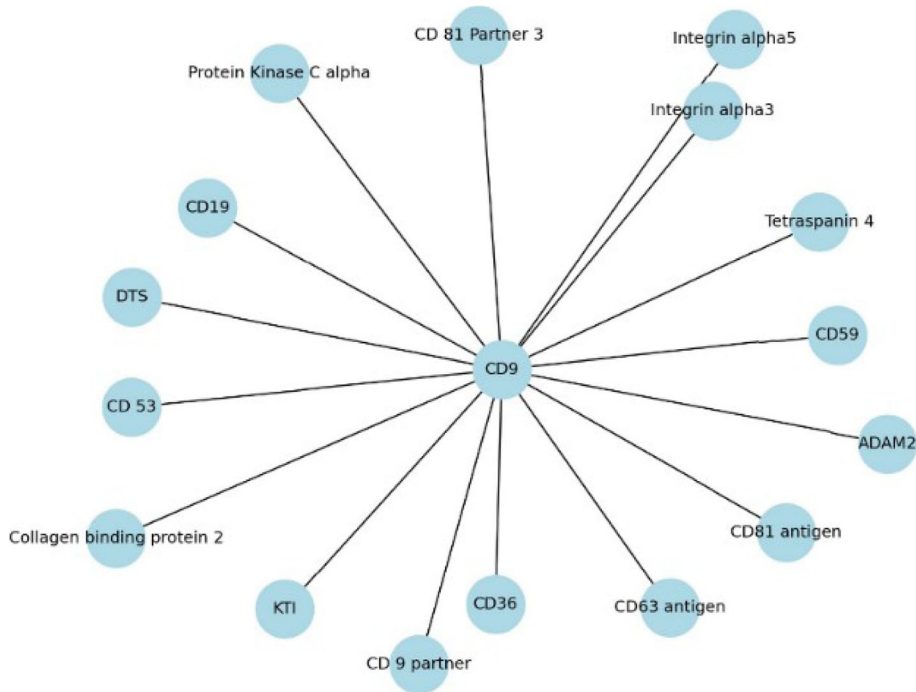 CD 81 Partner 3
Integrin alpha5
Protein Kinase C alpha
Integrin alpha3
CD19
Tetraspanin 4
DTS
CD59
CD9
CD 53
ADAM2
CD81 antigen
Collagen binding protein 2
CD36
CD63 antigen
KTI
CD 9 partner